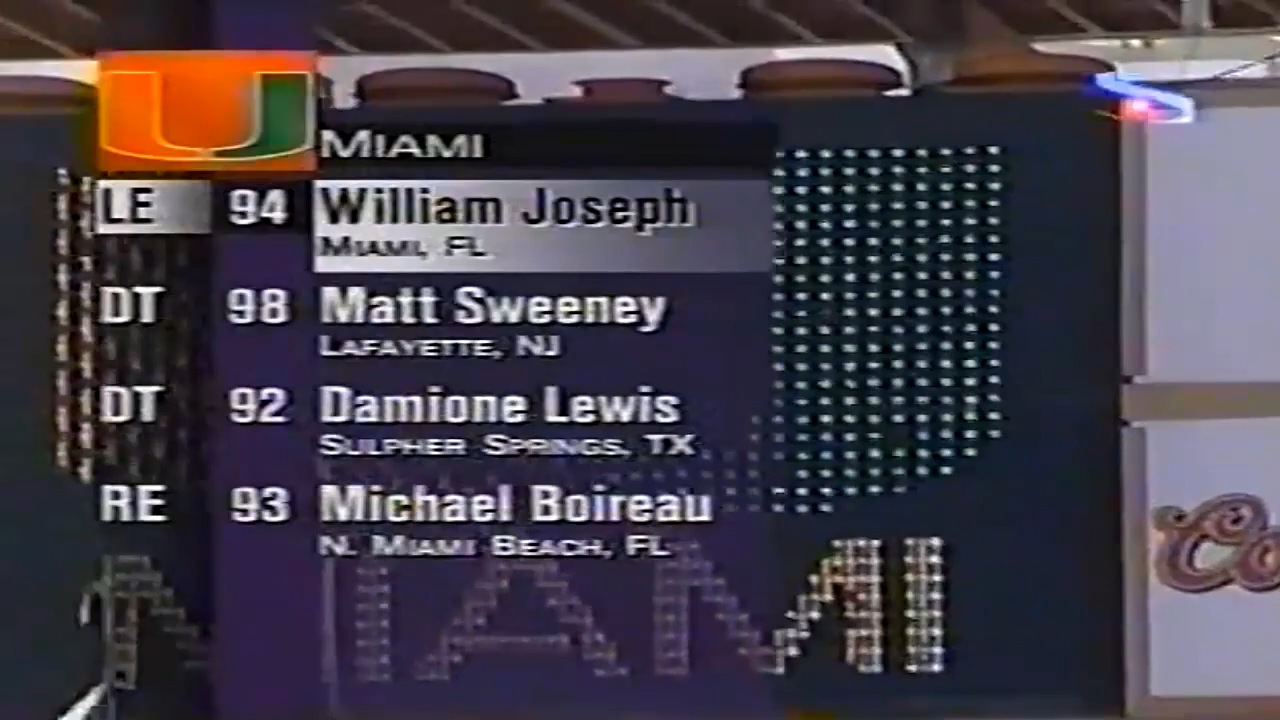 U
MIAMI
LE 94 William Joseph
MIAMI, FL
DT 98 Matt Sweeney
LAFAYETTE, NJ
DT 92 Damione Lewis
SULPHER SPRINGS, TX
RE 93 Michael Boireau
N. MIAMI BEACH, FL
MIAMI
Co